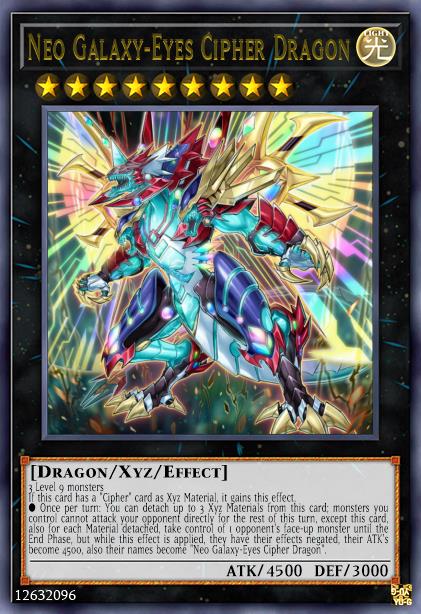 Neo Galaxy-Eyes Cipher Dragon
LIGHT
光
[Dragon/Xyz/Effect]
3 Level 9 monsters
If this card has a "Cipher" card as Xyz Material, it gains this effect.
● Once per turn: You can detach up to 3 Xyz Materials from this card; monsters you
control cannot attack your opponent directly for the rest of this turn, except this card,
also for each Material detached, take control of 1 opponent's face-up monster until the
End Phase, but while this effect is applied, they have their effects negated, their ATK's
become 4500, also their names become "Neo Galaxy-Eyes Cipher Dragon".
ATK/4500 DEF/3000
12632096